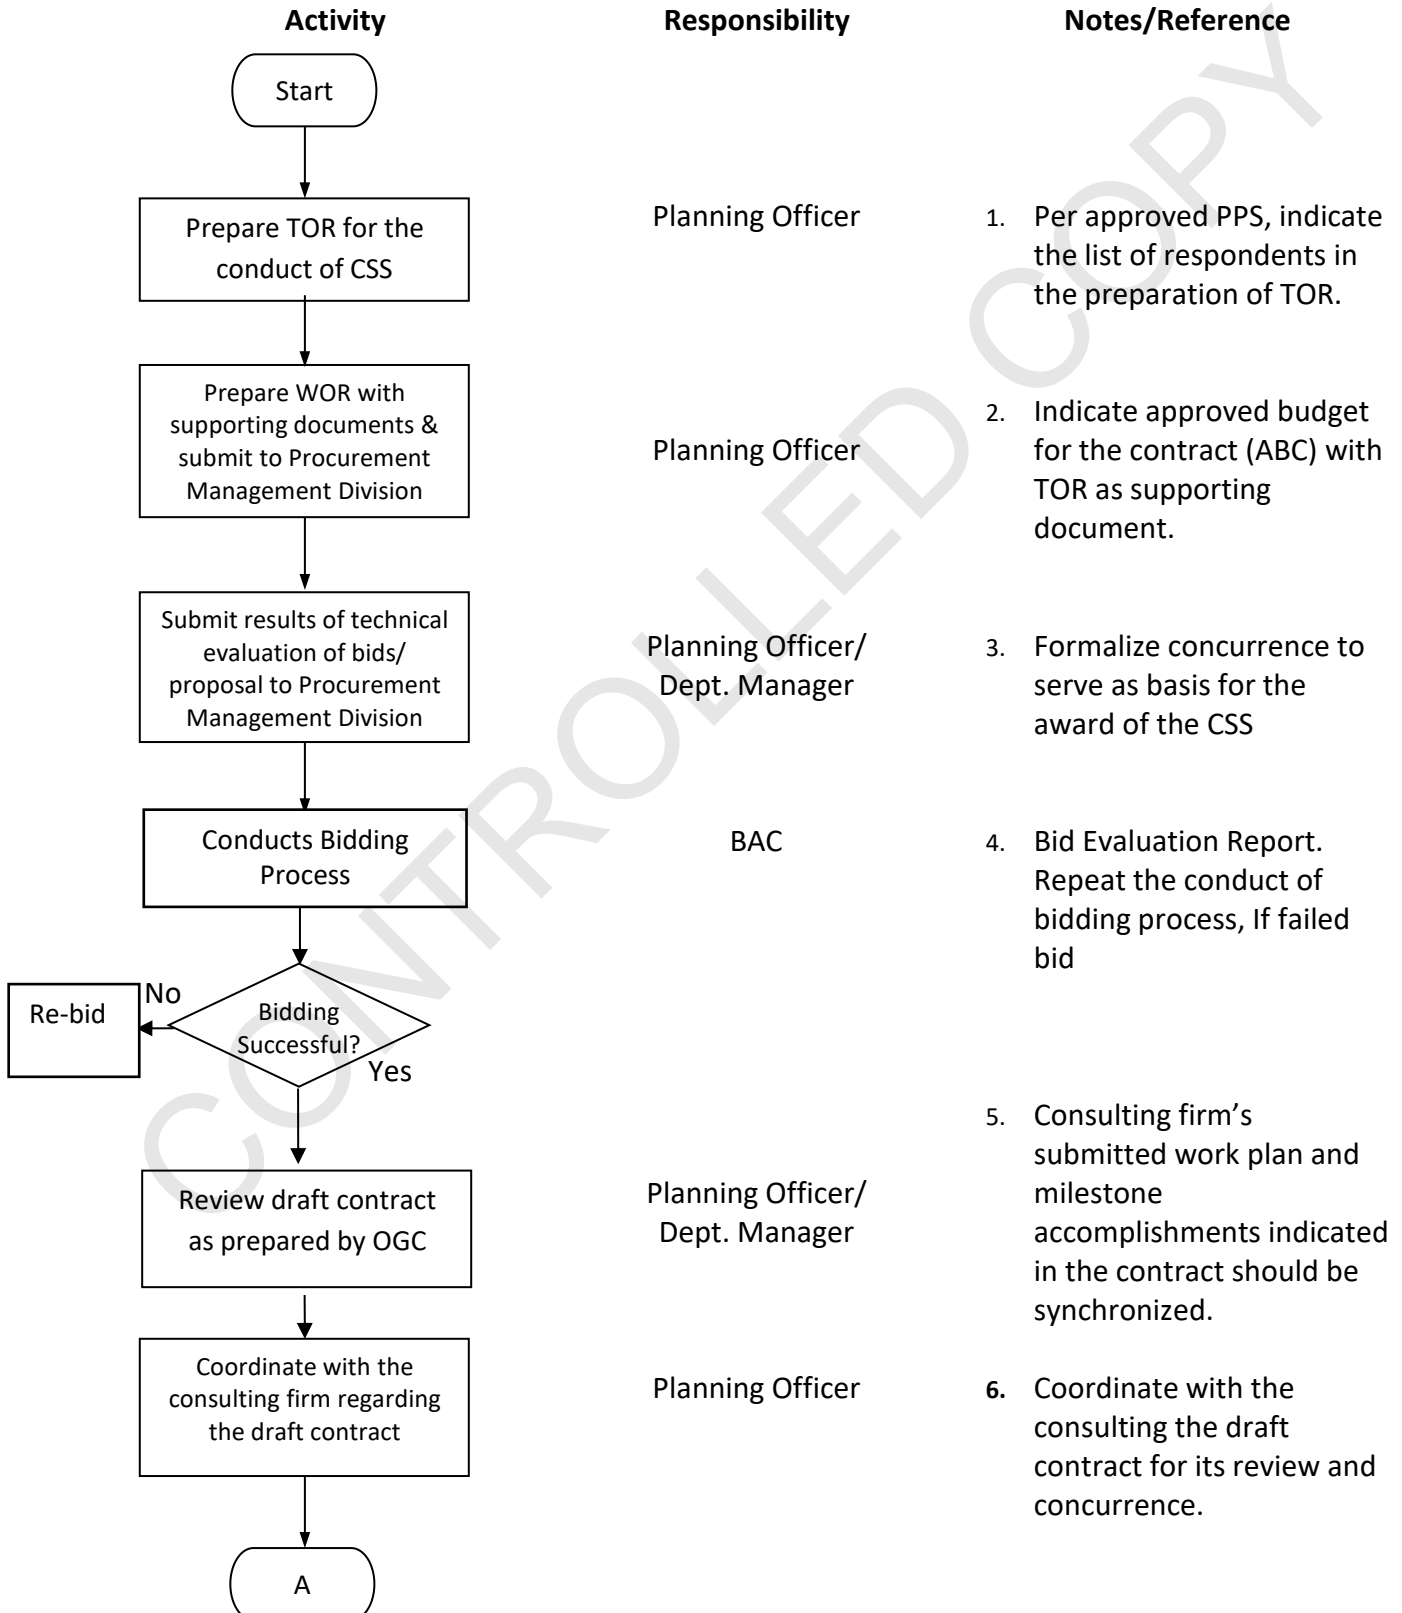 Activity
Responsibility
Notes/Reference
Start
Prepare TOR for the
conduct of CSS
Planning Officer
1. Per approved PPS, indicate
the list of respondents in
the preparation of TOR.
Prepare WOR with
supporting documents &
submit to Procurement
Management Division
Planning Officer
2. Indicate approved budget
for the contract (ABC) with
TOR as supporting
document.
Submit results of technical
evaluation of bids/
proposal to Procurement
Management Division
Planning Officer/
Dept. Manager
3. Formalize concurrence to
serve as basis for the
award of the CSS
Conducts Bidding
Process
BAC
4. Bid Evaluation Report.
Repeat the conduct of
bidding process, If failed
bid
Re-bid
No
Bidding
Successful?
Yes
Review draft contract
as prepared by OGC
Planning Officer/
Dept. Manager
5. Consulting firm’s
submitted work plan and
milestone
accomplishments indicated
in the contract should be
synchronized.
Coordinate with the
consulting firm regarding
the draft contract
Planning Officer
6. Coordinate with the
consulting the draft
contract for its review and
concurrence.
A
CONTROLLED COPY